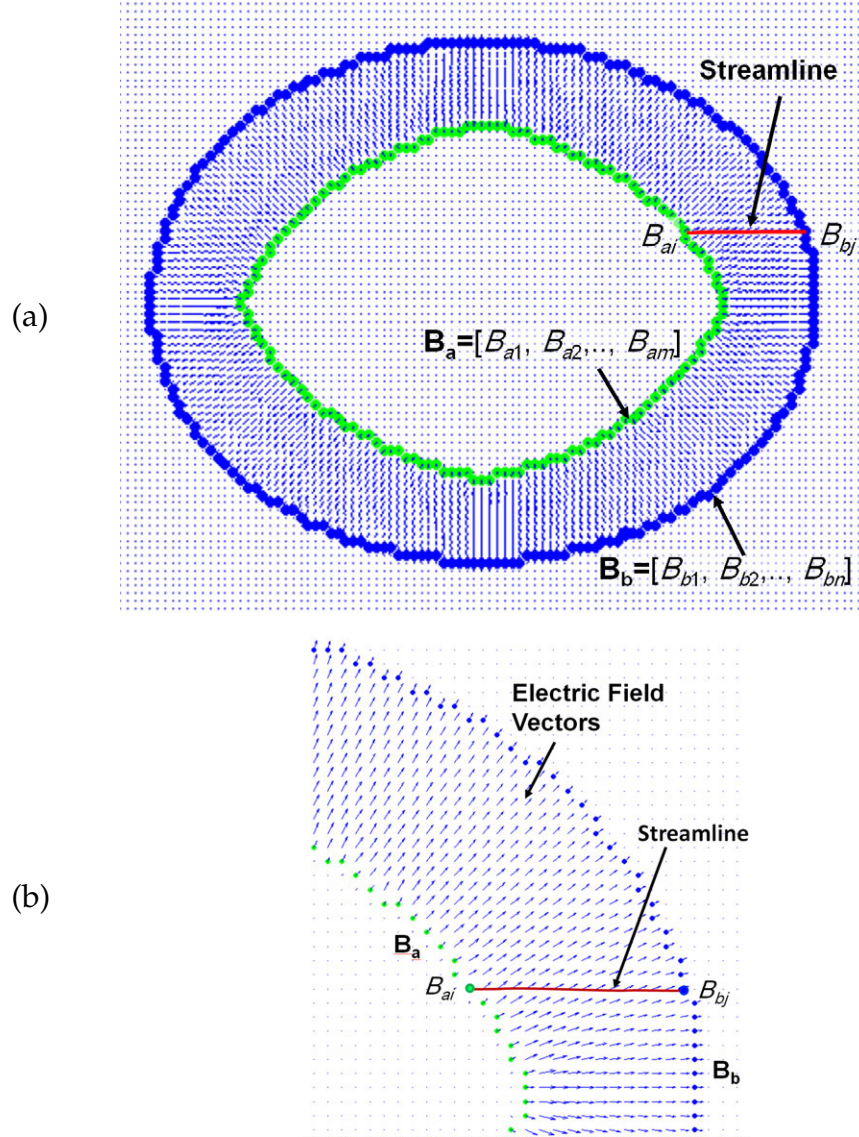 Streamline
B_ai
B_bj
(a)
B_a=[B_a1, B_a2,.., B_am]
B_b=[B_b1, B_b2,.., B_bn]
Electric Field
Vectors
Streamline
(b)
B_a
B_ai
B_bj
B_b